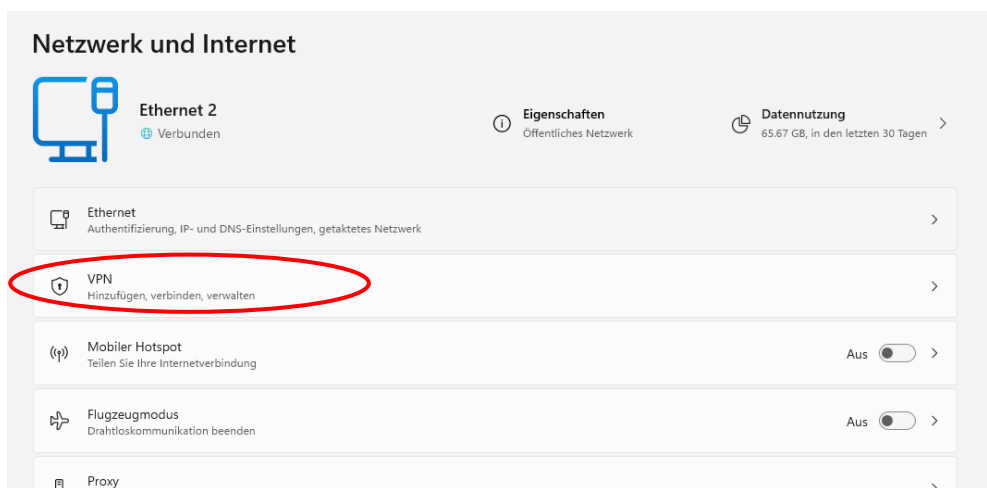 Netzwerk und Internet
Ethernet 2
Verbunden
Eigenschaften
Öffentliches Netzwerk
Datennutzung
65.67 GB, in den letzten 30 Tagen
Ethernet
Authentifizierung, IP- und DNS-Einstellungen, getaktetes Netzwerk
VPN
Hinzufügen, verbinden, verwalten
Mobiler Hotspot
Teilen Sie Ihre Internetverbindung
Aus
Flugzeugmodus
Drahtloskommunikation beenden
Aus
Proxy